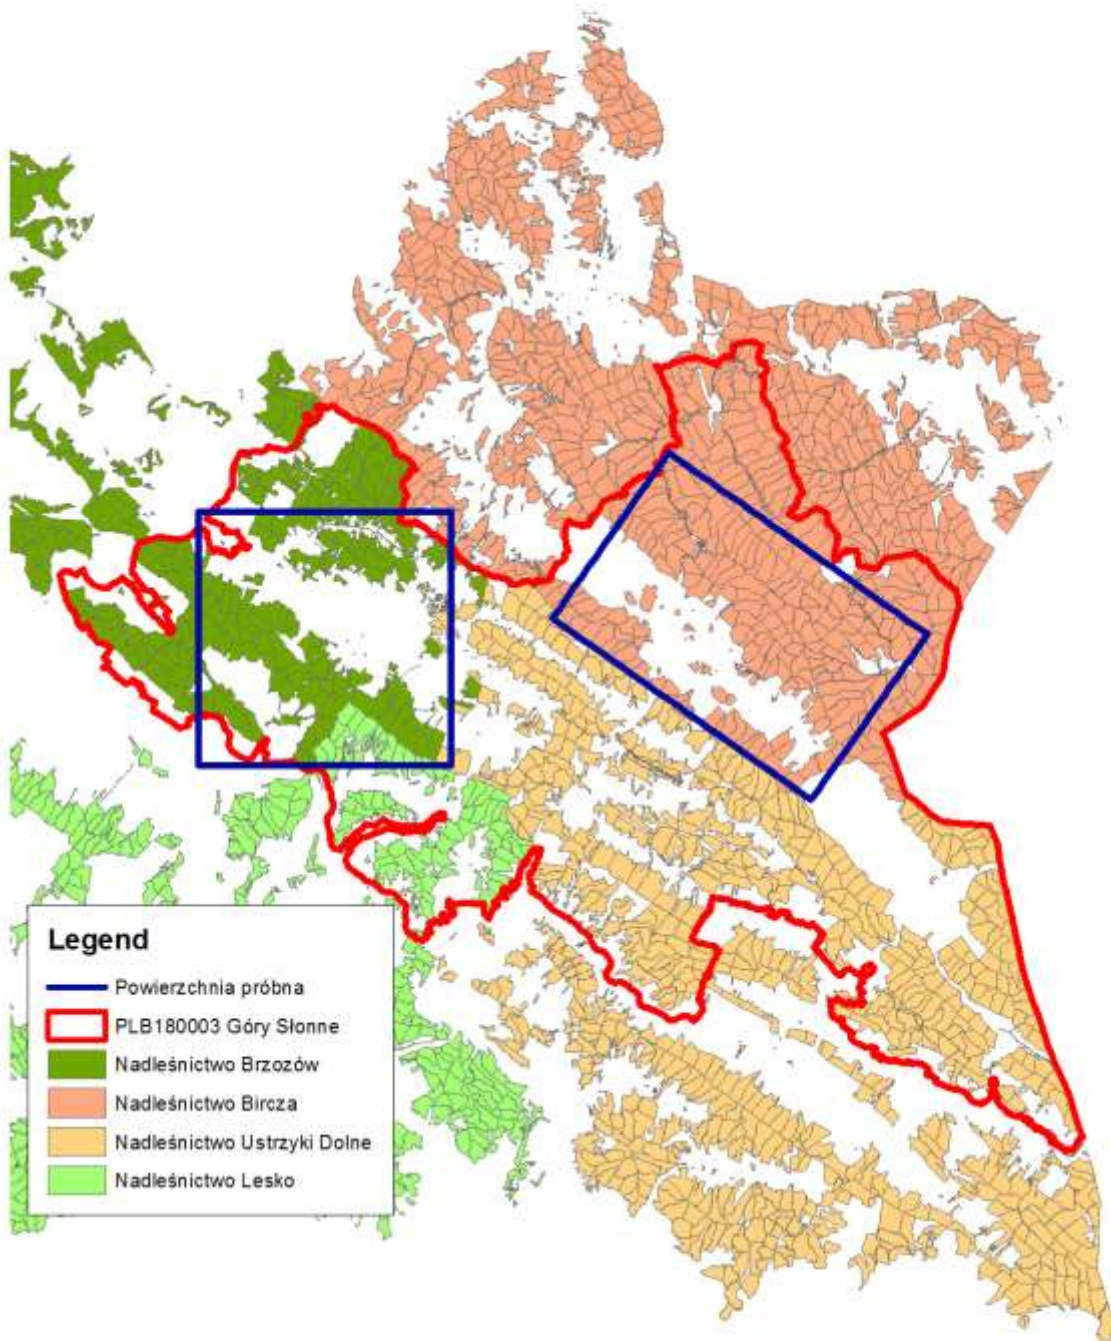 Legend
Powierzchnia próbna
PLB180003 Góry Słonne
Nadleśnictwo Brzozów
Nadleśnictwo Bircza
Nadleśnictwo Ustrzyki Dolne
Nadleśnictwo Lesko